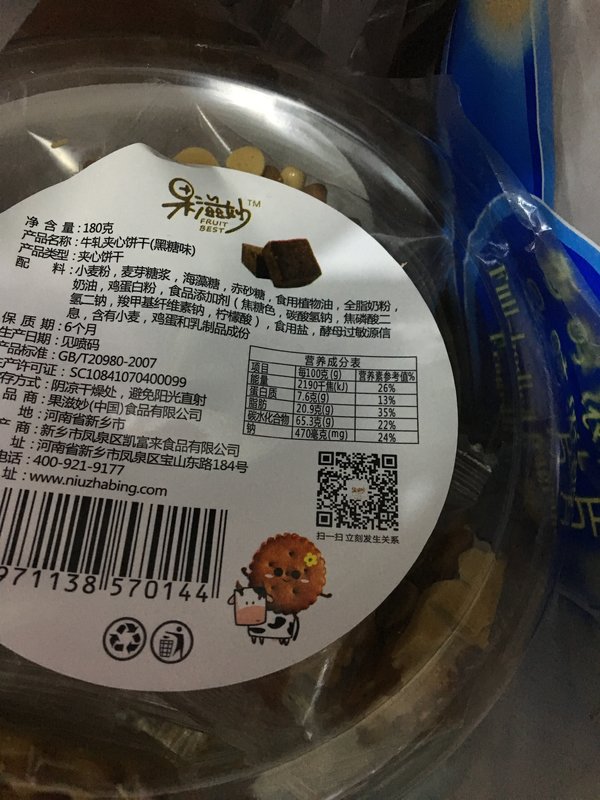 果滋妙 TM
FRUIT
BEST
净 含 量:180克
产品名称:牛轧夹心饼干(黑糖味)
产品类型:夹心饼干
配 料:小麦粉,麦芽糖浆,海藻糖,赤砂糖,食用植物油,全脂奶粉,
奶油,鸡蛋白粉,食品添加剂(焦糖色,碳酸氢钠,焦磷酸二
氢二钠,羧甲基纤维素钠,柠檬酸),食用盐,酵母过敏源信
息,含有小麦,鸡蛋和乳制品成份
保 质 期:6个月
生产日期:见喷码
产品标准:GB/T20980-2007
生产许可证:SC10841070400099
存方式:阴凉干燥处,避免阳光直射
品 商:果滋妙(中国)食品有限公司
地:河南省新乡市
产 商:新乡市凤泉区凯富来食品有限公司
址:河南省新乡市凤泉区宝山东路184号
电话:400-921-9177
址:www.niuzhabing.com
营养成分表
项目 每100克(g) 营养素参考值%
能量 2190千焦(kJ) 26%
蛋白质 7.6克(g) 13%
脂肪 20.9克(g) 35%
碳水化合物 65.3克(g) 22%
钠 470毫克(mg) 24%
扫一扫 立刻发生关系
971138 570144